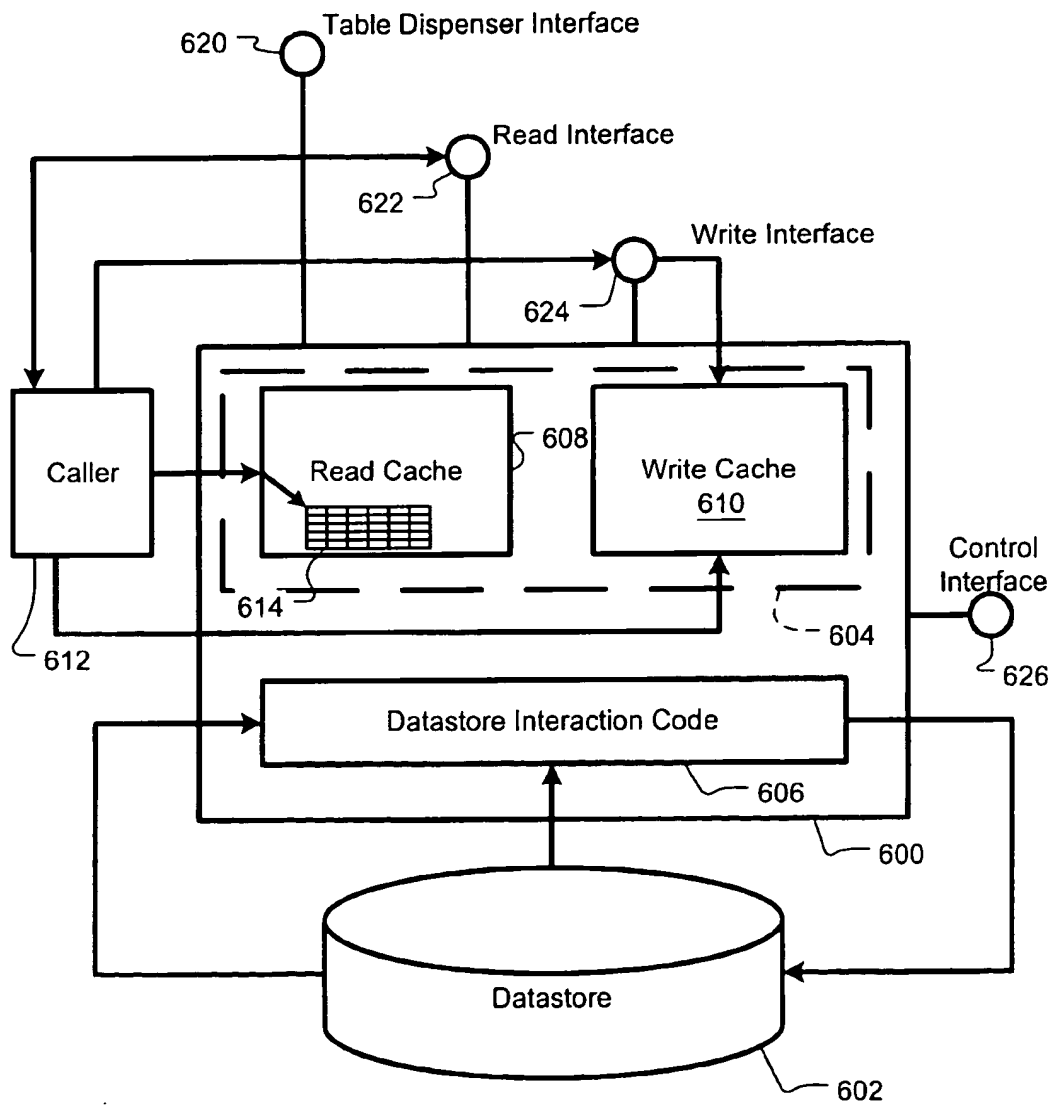 Table Dispenser Interface
620
Read Interface
622
Write Interface
624
Caller
Read Cache
608
Write Cache
610
Control
Interface
614
604
612
626
Datastore Interaction Code
606
600
Datastore
602